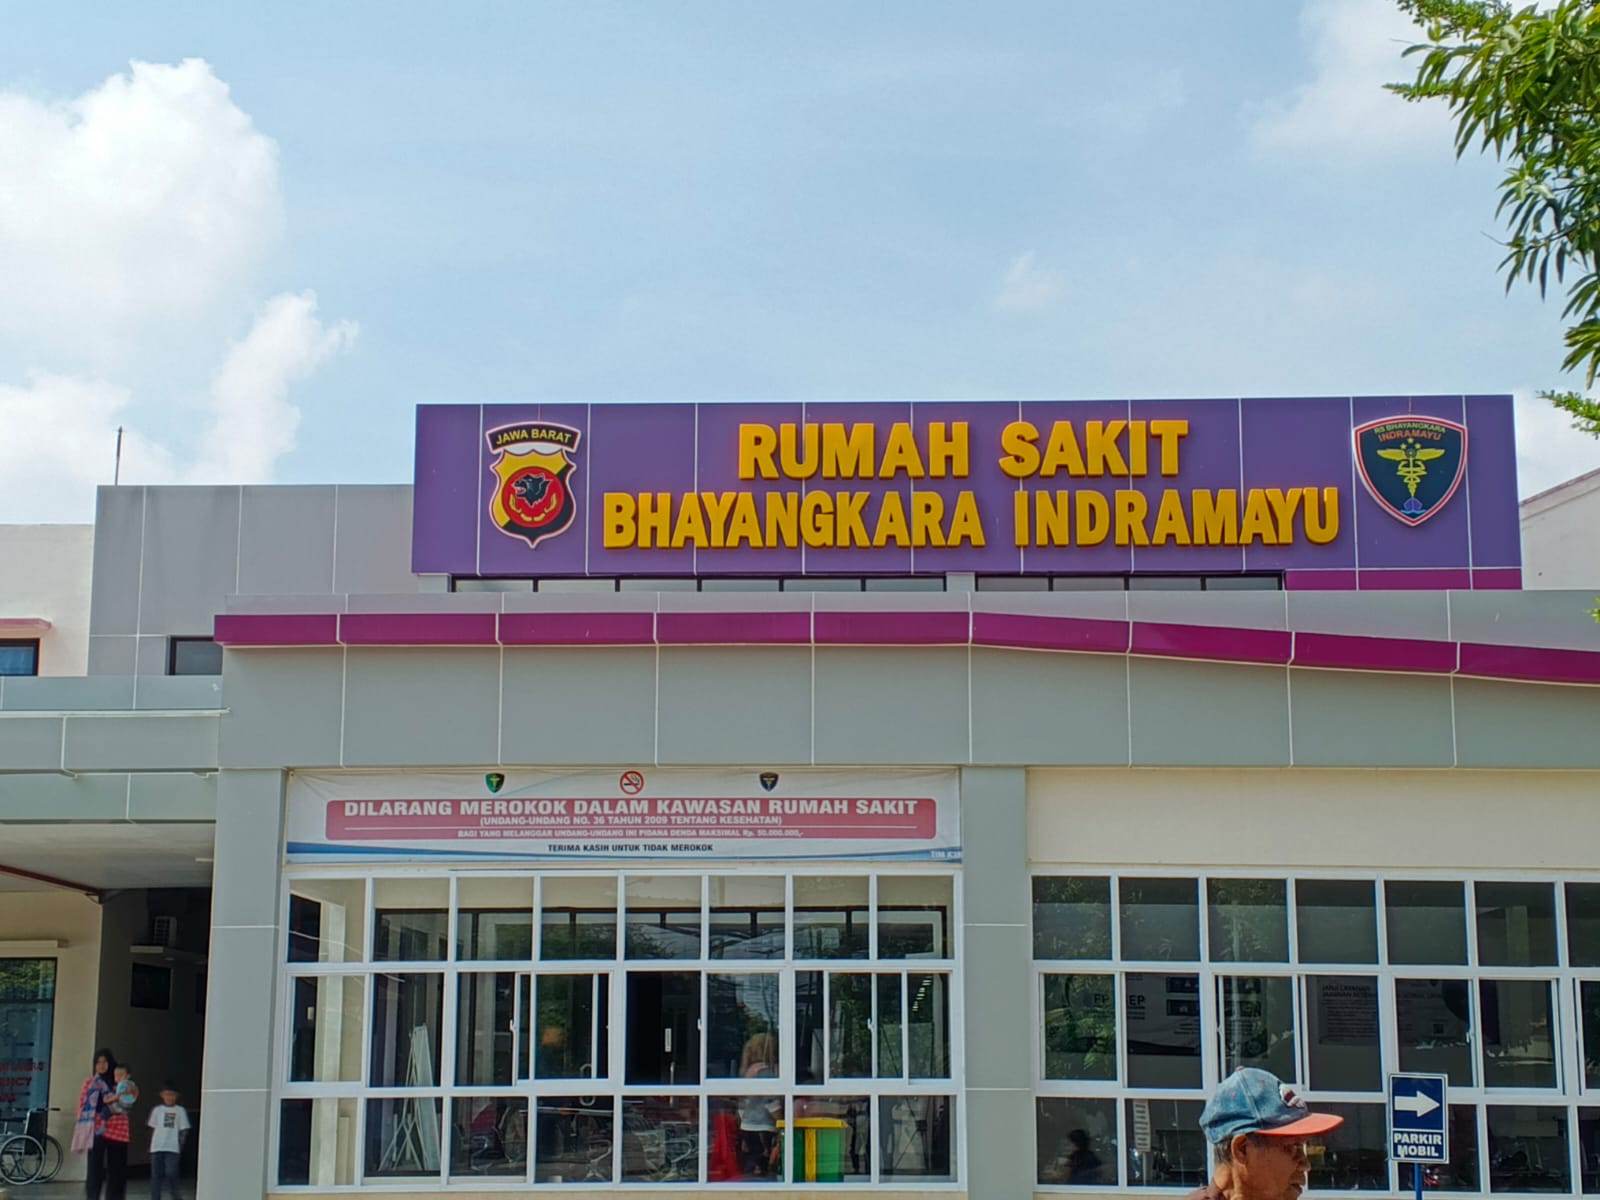 JAWA BARAT
RUMAH SAKIT
BHAYANGKARA INDRAMAYU
RS BHAYANGKARA
INDRAMAYU
DILARANG MEROKOK DALAM KAWASAN RUMAH SAKIT
(UNDANG-UNDANG NO. 36 TAHUN 2009 TENTANG KESEHATAN)
BAGI YANG MELANGGAR UNDANG-UNDANG INI PIDANA DENDA MAKSIMAL Rp. 50.000.000,-
TERIMA KASIH UNTUK TIDAK MEROKOK
PARKIR
MOBIL